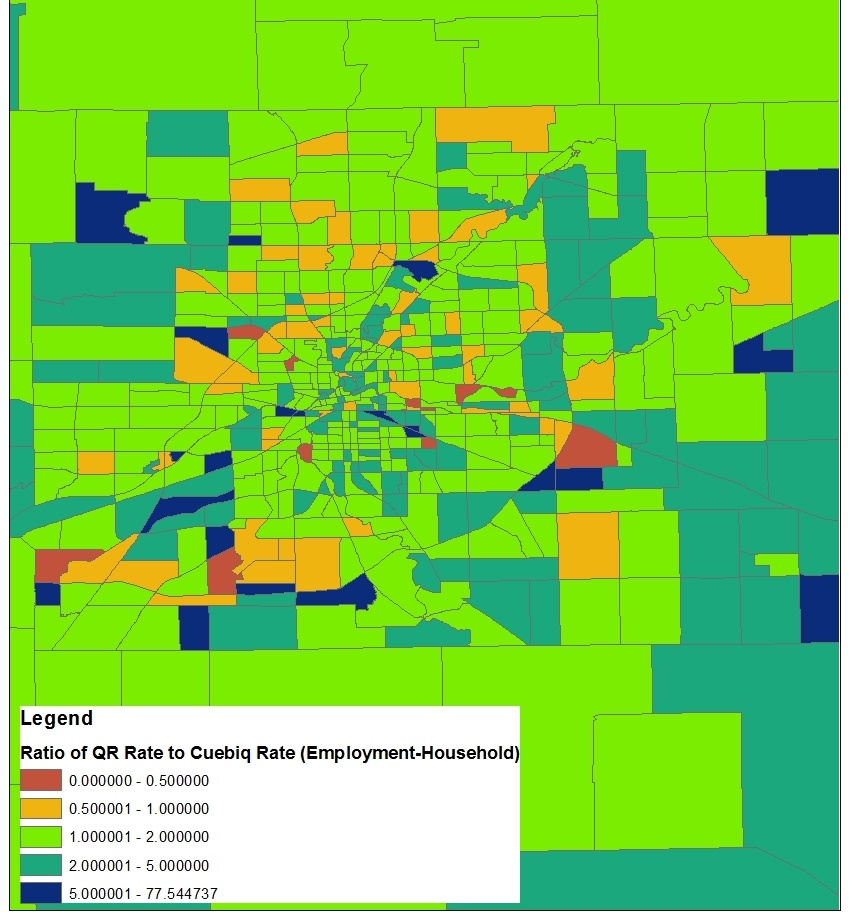 Legend
Ratio of QR Rate to Cuebiq Rate (Employment-Household)
0.000000 - 0.500000
0.500001 - 1.000000
1.000001 - 2.000000
2.000001 - 5.000000
5.000001 - 77.544737